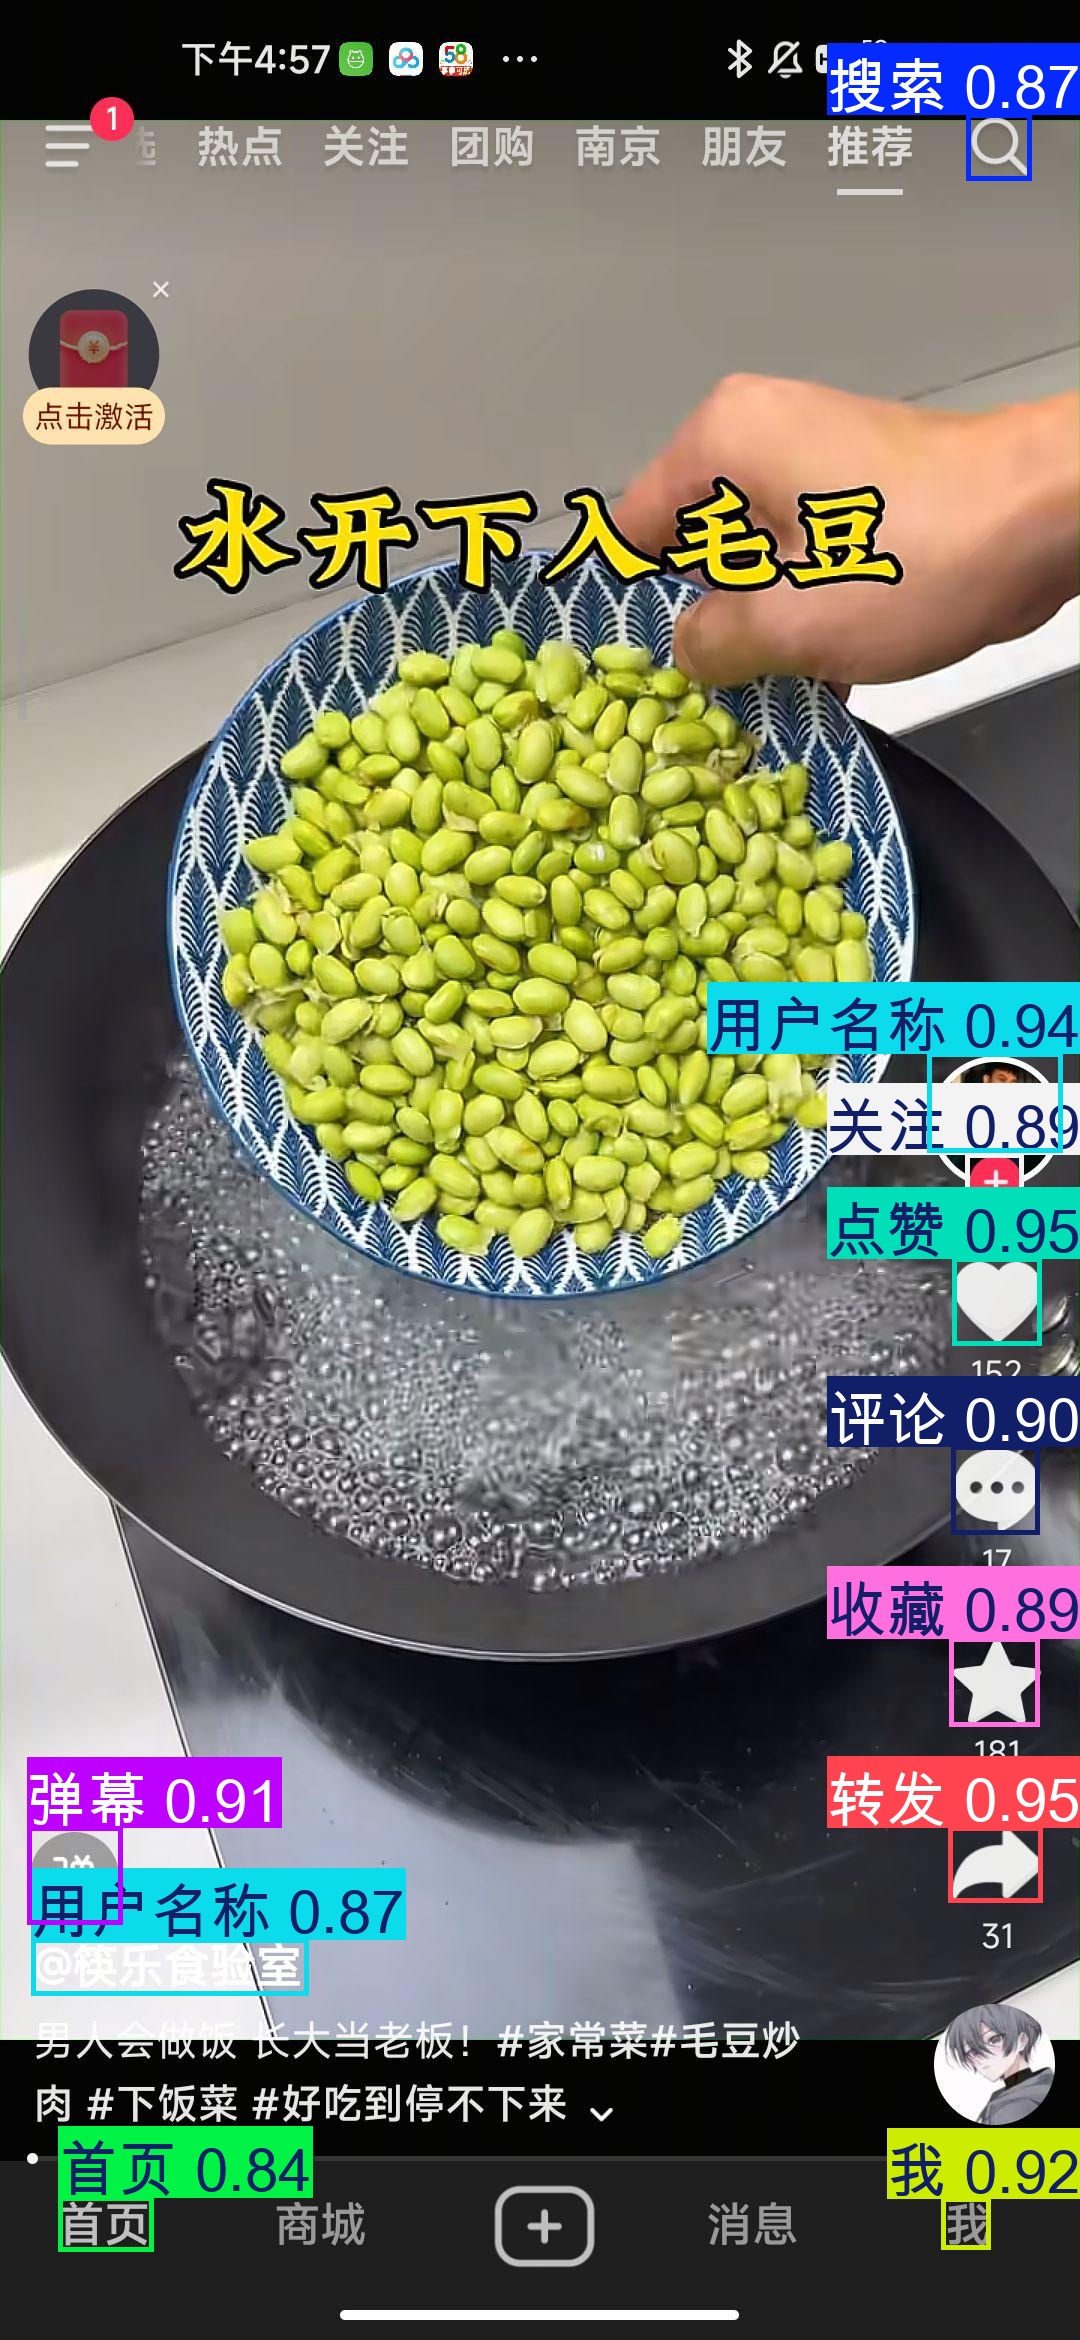 下午4:57
58
搜索 0.87
1
热点 关注 团购 南京 朋友 推荐
¥
点击激活
水开下入毛豆
用户名称 0.94
关注 0.89
点赞 0.95
152
评论 0.90
17
收藏 0.89
181
弹幕 0.91
转发 0.95
用户名称 0.87
31
@筷乐食验室
男人会做饭 长大当老板！#家常菜#毛豆炒
肉 #下饭菜 #好吃到停不下来
首页 0.84
我 0.92
首页 商城 消息 我